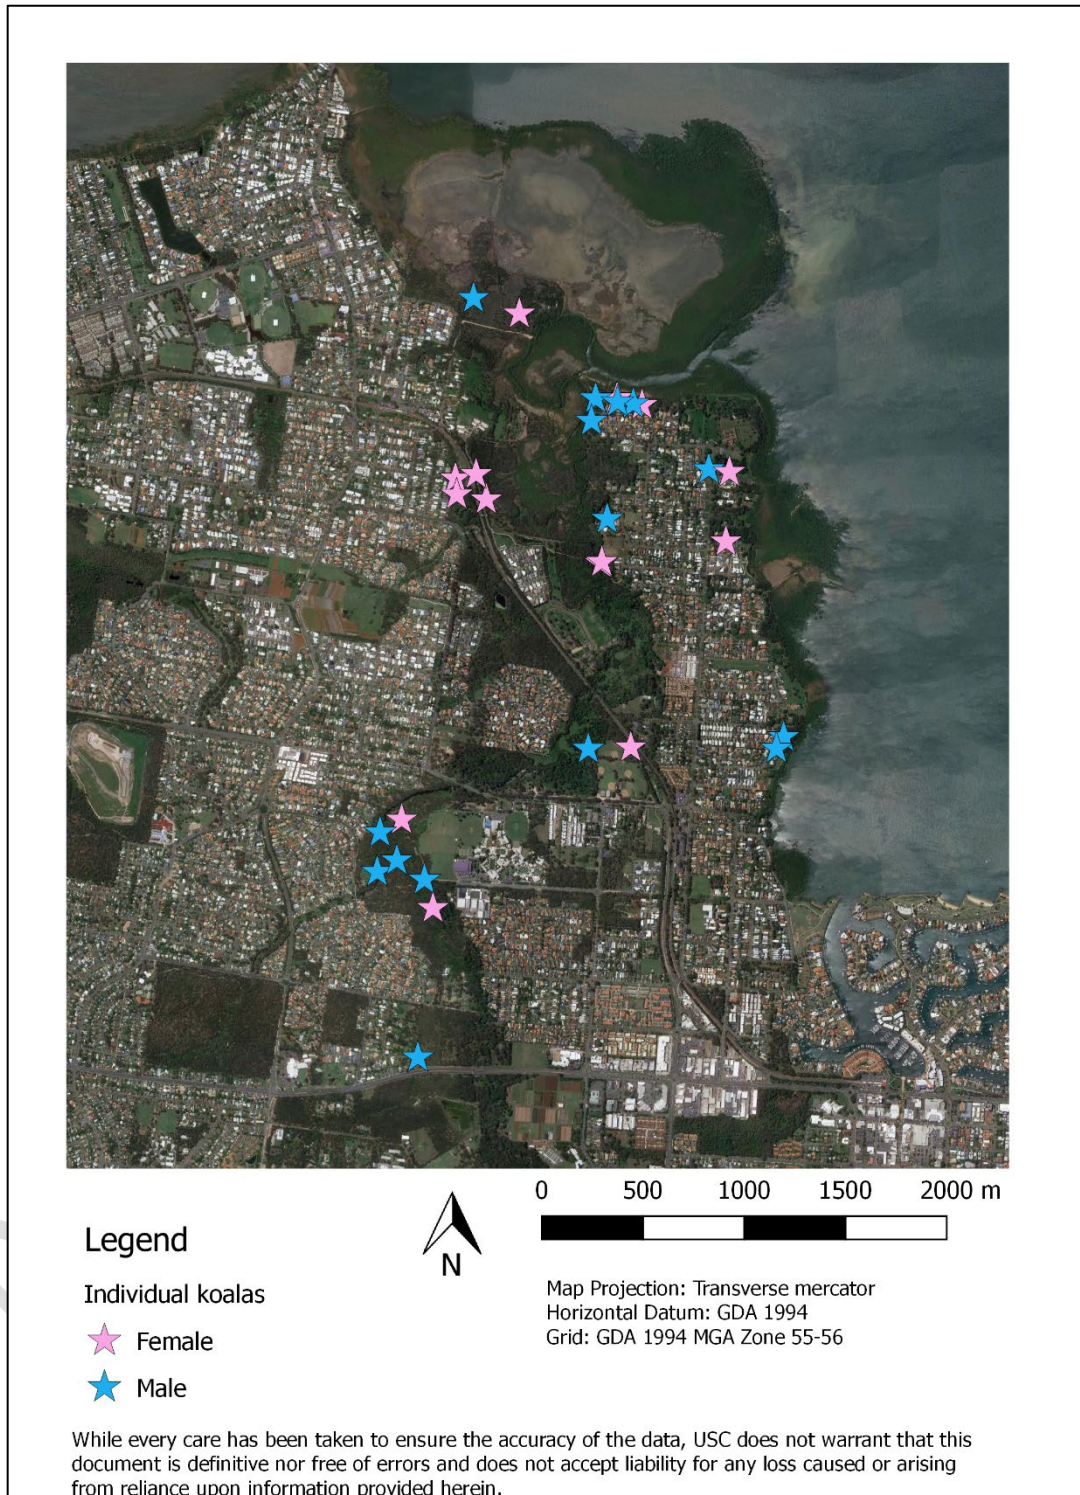 0 500 1000 1500 2000 m
Legend
N
Individual koalas
Female
Male
Map Projection: Transverse mercator
Horizontal Datum: GDA 1994
Grid: GDA 1994 MGA Zone 55-56
While every care has been taken to ensure the accuracy of the data, USC does not warrant that this
document is definitive nor free of errors and does not accept liability for any loss caused or arising
from reliance upon information provided herein.